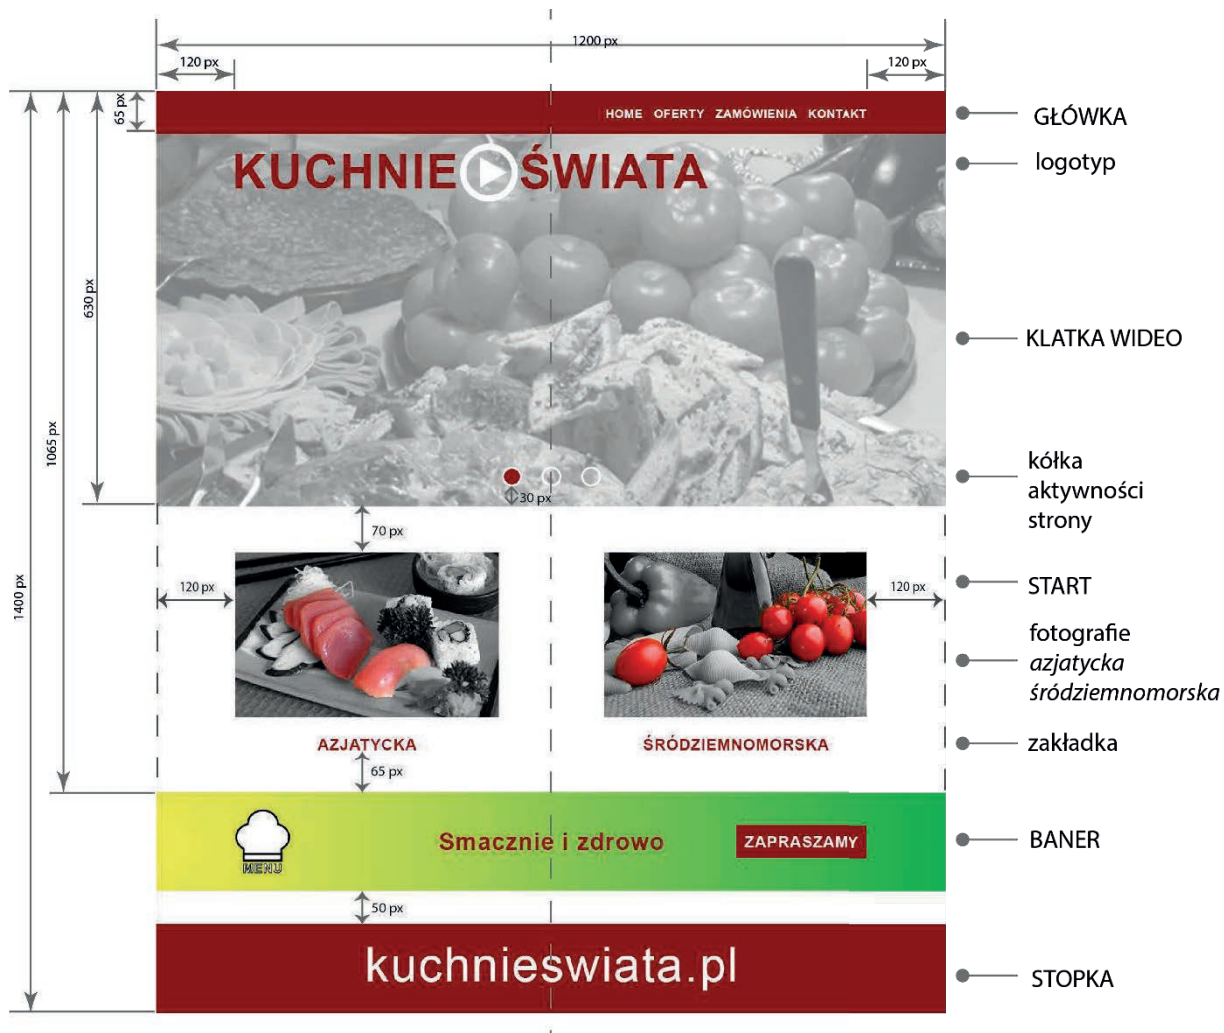 1200 px
120 px
120 px
65 px
HOME OFERTY ZAMÓWIENIA KONTAKT
GŁÓWKA
KUCHNIE ŚWIATA
logotyp
630 px
KLATKA WIDEO
1065 px
kółka
aktywności
strony
30 px
70 px
1400 px
120 px
120 px
START
fotografie
azjatycka
śródziemnomorska
AZJATYCKA
ŚRÓDZIEMNOMORSKA
zakładka
65 px
MENU
Smacznie i zdrowo
ZAPRASZAMY
BANER
50 px
kuchnieswiata.pl
STOPKA